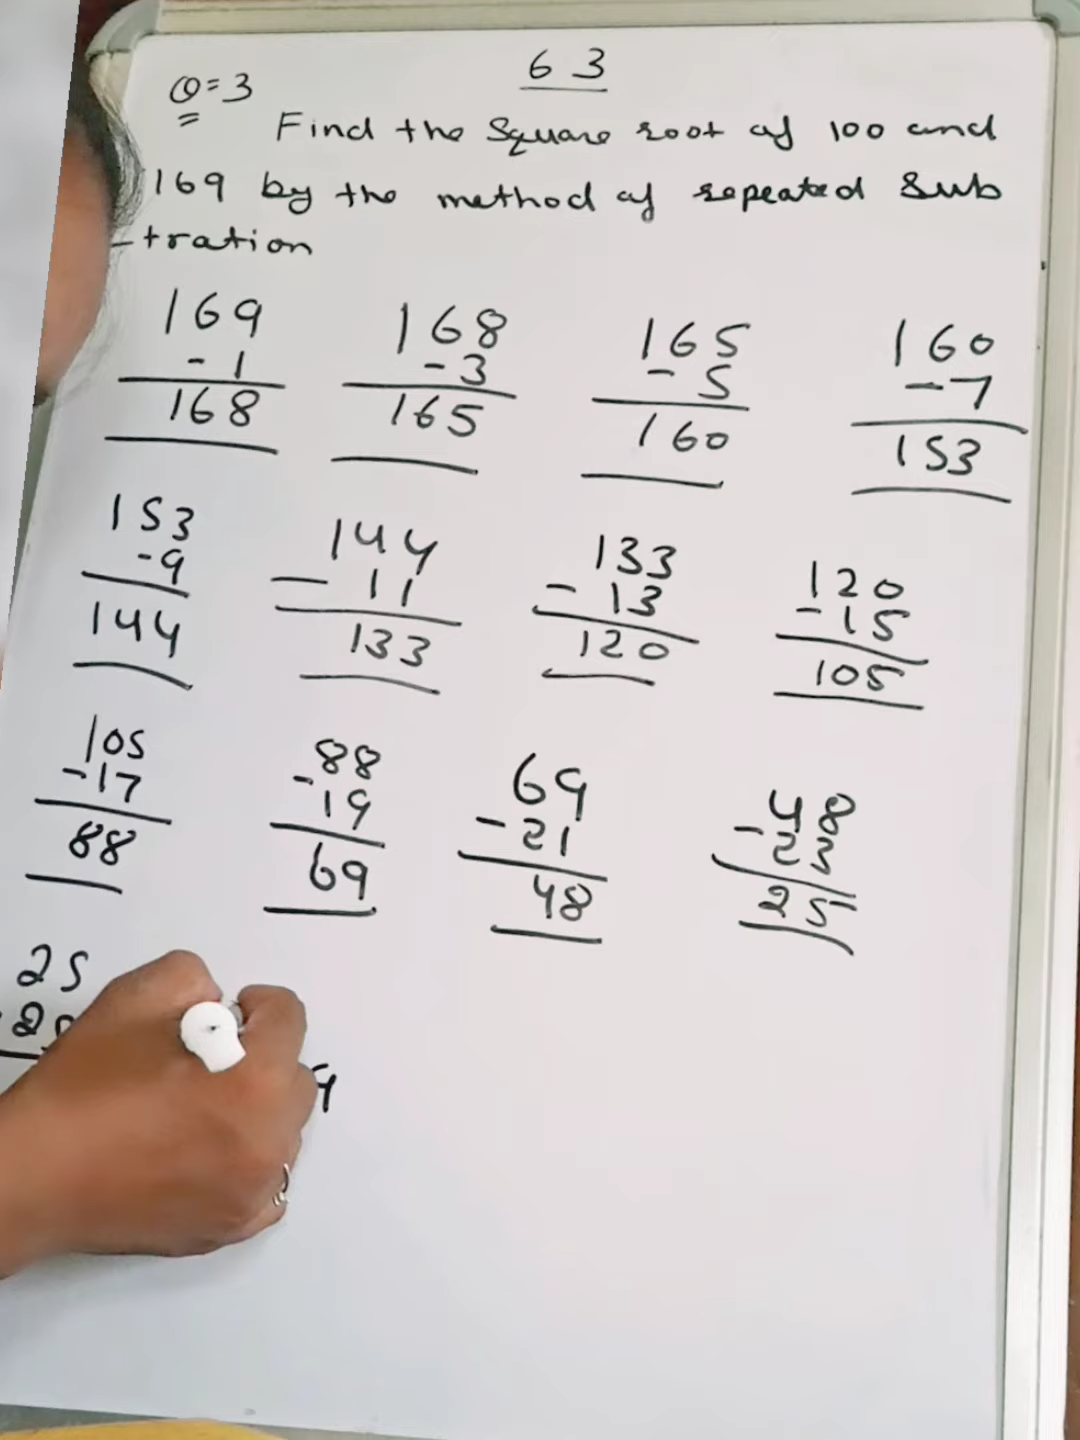 63
Q=3
Find the Square root of 100 and
169 by the method of repeated Sub
-tration
169 168 165 160
-1 -3 -5 -7
168 165 160 153
153 144 133 120
-9 -11 -13 -15
144 133 120 105
105 88 69 48
-17 -19 -21 -23
88 69 48 25
25